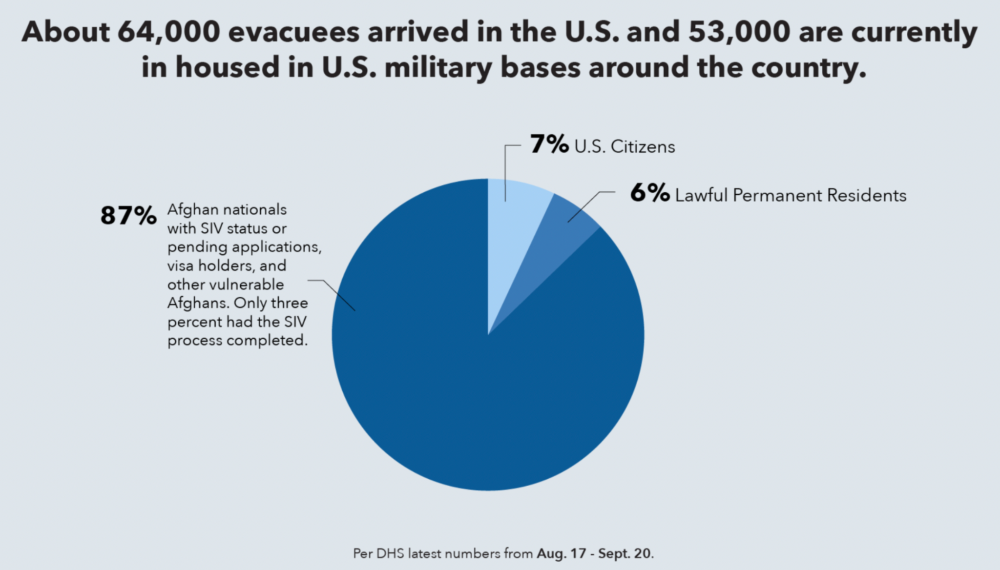 About 64,000 evacuees arrived in the U.S. and 53,000 are currently
in housed in U.S. military bases around the country.
7% U.S. Citizens
6% Lawful Permanent Residents
87% Afghan nationals
with SIV status or
pending applications,
visa holders, and
other vulnerable
Afghans. Only three
percent had the SIV
process completed.
Per DHS latest numbers from Aug. 17 - Sept. 20.